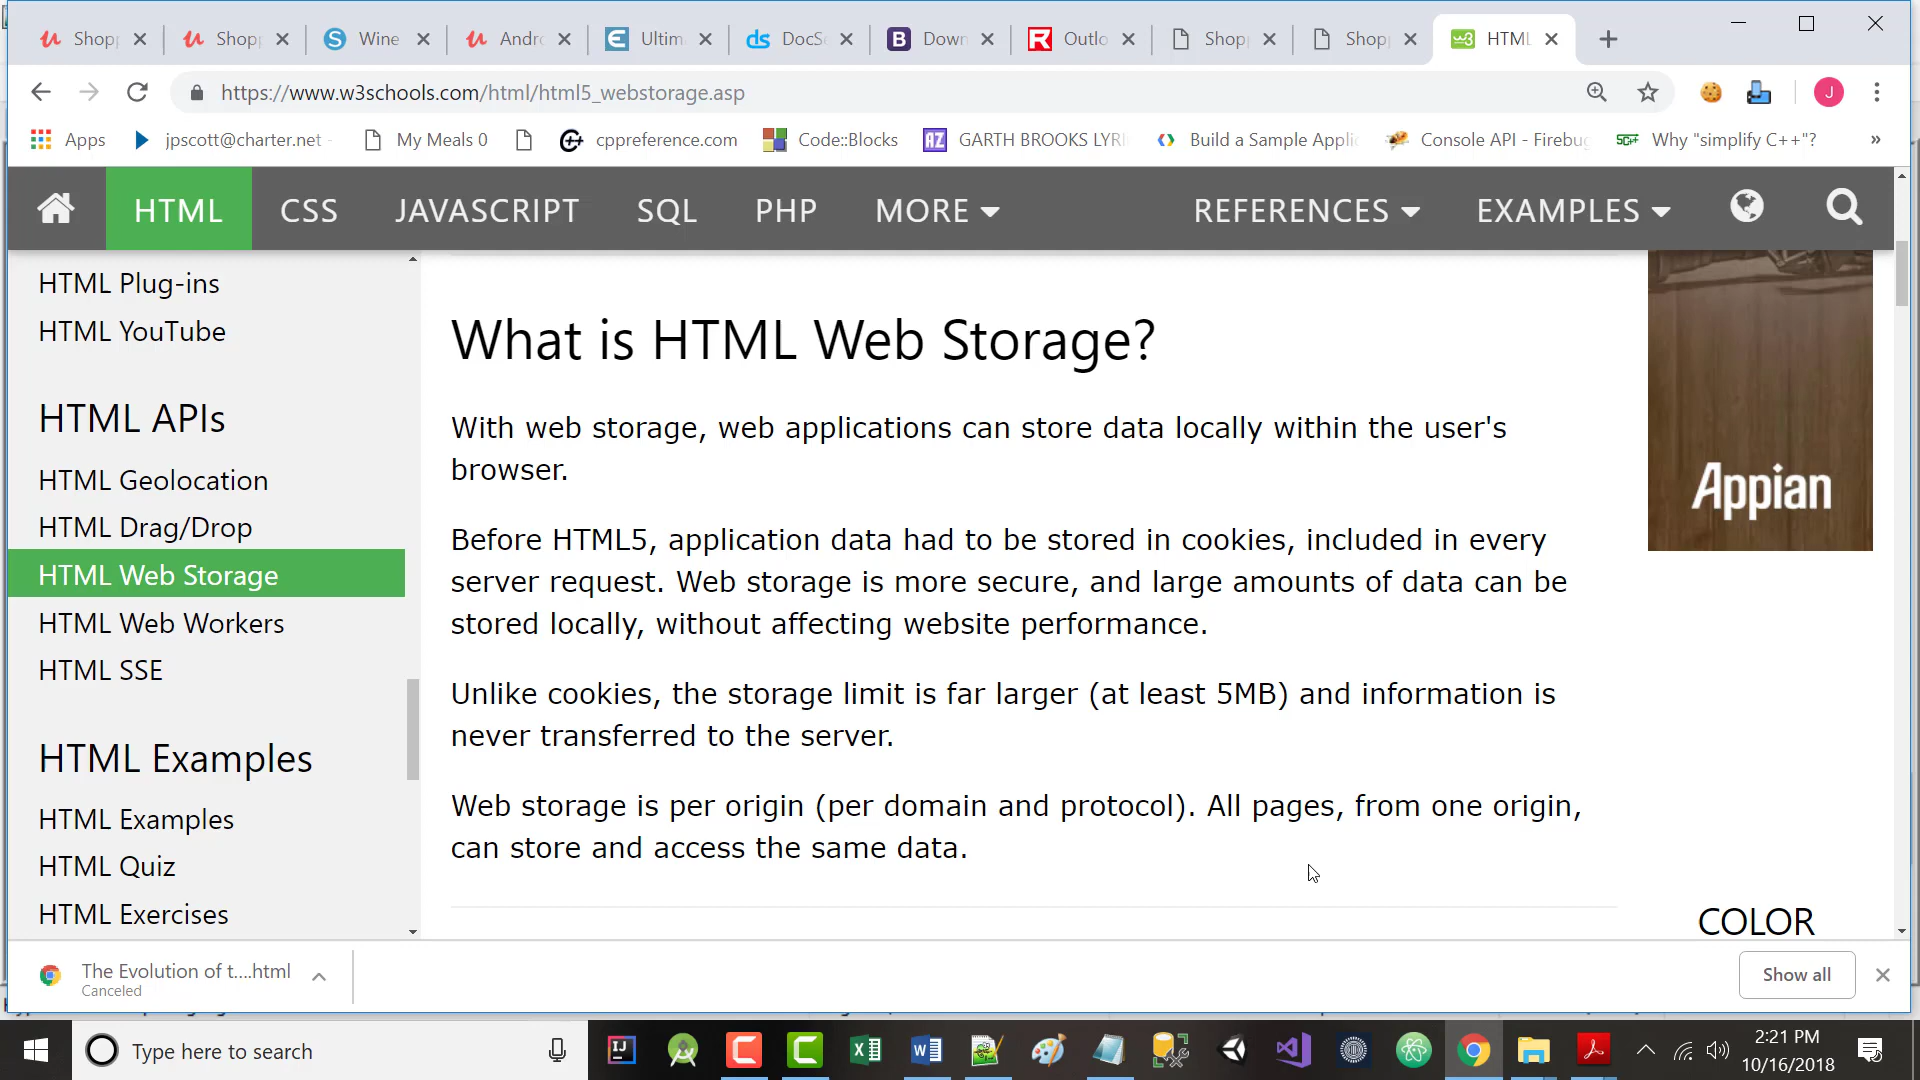 Shop
Shop
Wine
Andro
Ultim
DocSe
Down
Outlo
Shopp
Shopp
HTML
https://www.w3schools.com/html/html5_webstorage.asp
J
Apps
jpscott@charter.net -
My Meals 0
cppreference.com
Code::Blocks
GARTH BROOKS LYRI
Build a Sample Applic
Console API - Firebug
Why "simplify C++"?
»
HTML
CSS
JAVASCRIPT
SQL
PHP
MORE
REFERENCES
EXAMPLES
HTML Plug-ins
HTML YouTube
HTML APIs
HTML Geolocation
HTML Drag/Drop
HTML Web Storage
HTML Web Workers
HTML SSE
HTML Examples
HTML Examples
HTML Quiz
HTML Exercises
What is HTML Web Storage?
With web storage, web applications can store data locally within the user's
browser.
Before HTML5, application data had to be stored in cookies, included in every
server request. Web storage is more secure, and large amounts of data can be
stored locally, without affecting website performance.
Unlike cookies, the storage limit is far larger (at least 5MB) and information is
never transferred to the server.
Web storage is per origin (per domain and protocol). All pages, from one origin,
can store and access the same data.
Appian
COLOR
The Evolution of t....html
Canceled
Show all
Type here to search
2:21 PM
10/16/2018